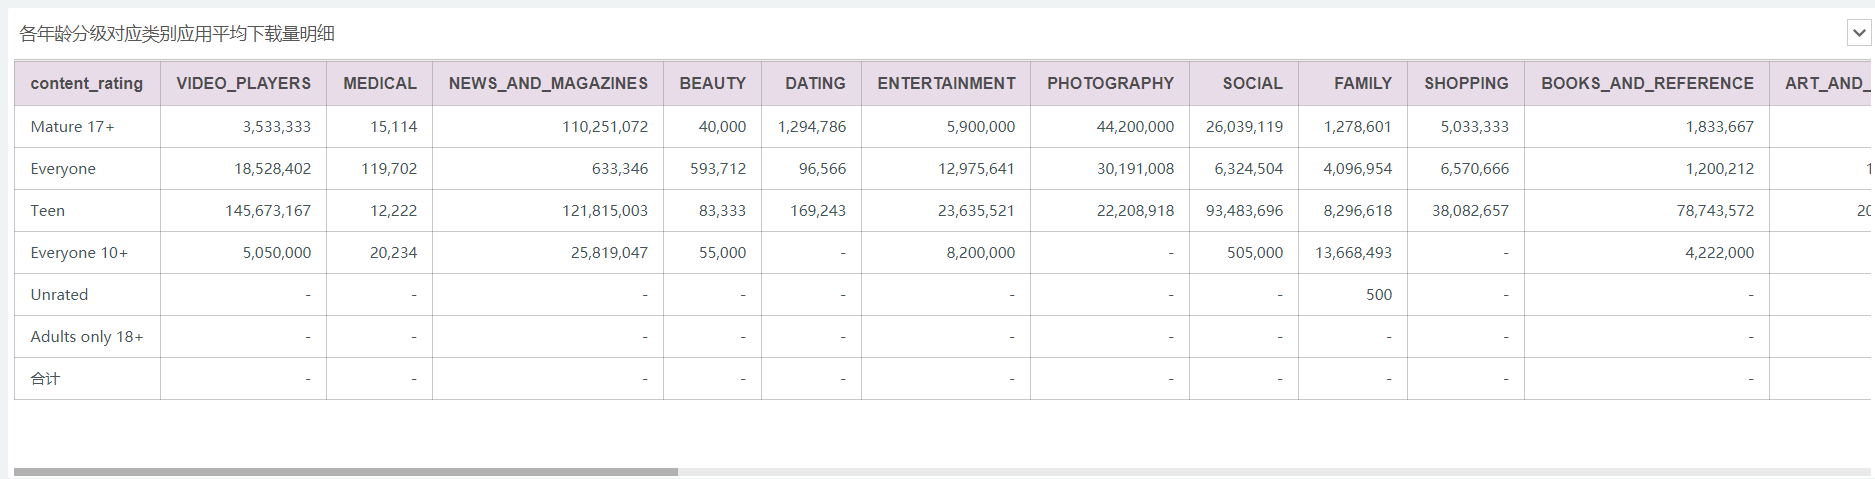 各年龄分级对应类别应用平均下载量明细
content_rating VIDEO_PLAYERS MEDICAL NEWS_AND_MAGAZINES BEAUTY DATING ENTERTAINMENT PHOTOGRAPHY SOCIAL FAMILY SHOPPING BOOKS_AND_REFERENCE ART_AND_
Mature 17+ 3,533,333 15,114 110,251,072 40,000 1,294,786 5,900,000 44,200,000 26,039,119 1,278,601 5,033,333 1,833,667
Everyone 18,528,402 119,702 633,346 593,712 96,566 12,975,641 30,191,008 6,324,504 4,096,954 6,570,666 1,200,212 1
Teen 145,673,167 12,222 121,815,003 83,333 169,243 23,635,521 22,208,918 93,483,696 8,296,618 38,082,657 78,743,572 20
Everyone 10+ 5,050,000 20,234 25,819,047 55,000 - 8,200,000 - 505,000 13,668,493 - 4,222,000
Unrated - - - - - - - - 500 - -
Adults only 18+ - - - - - - - - - - -
合计 - - - - - - - - - - -